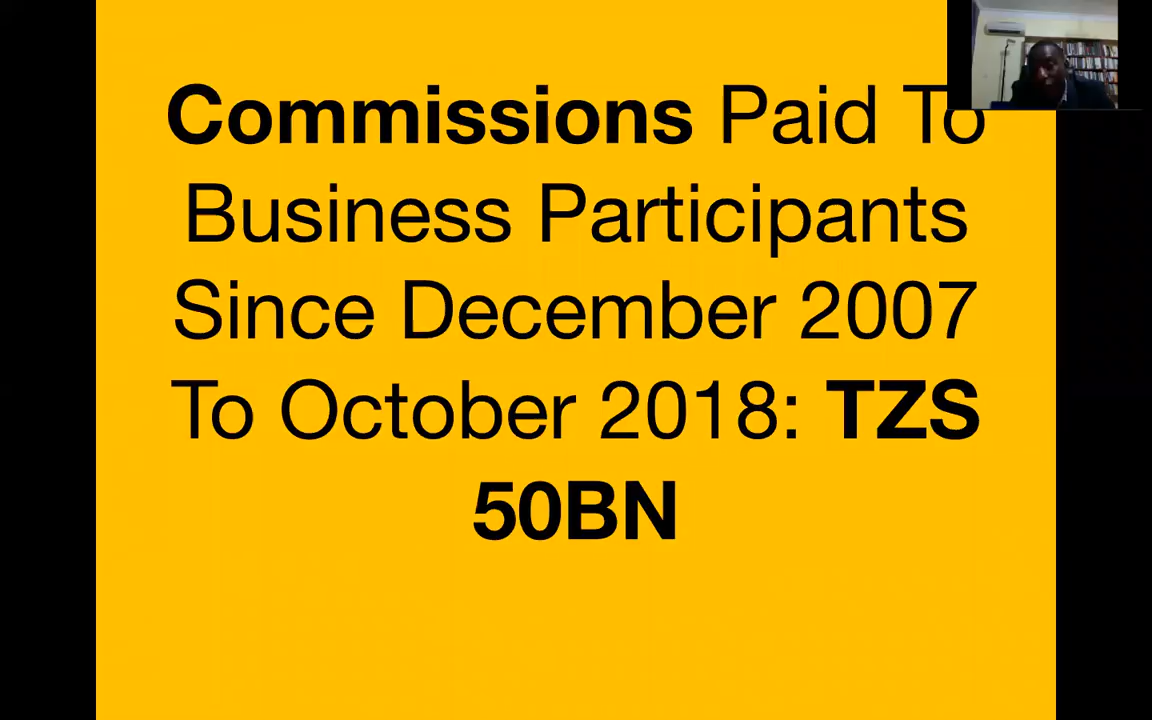 Commissions Paid To
Business Participants
Since December 2007
To October 2018: TZS
50BN